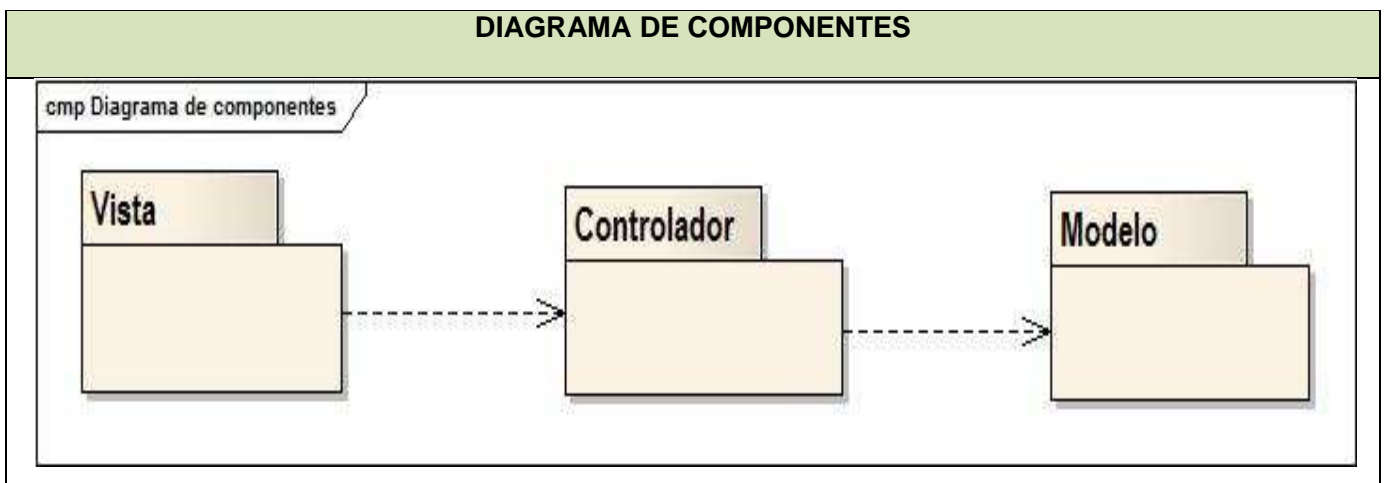 DIAGRAMA DE COMPONENTES
cmp Diagrama de componentes
Vista
Controlador
Modelo